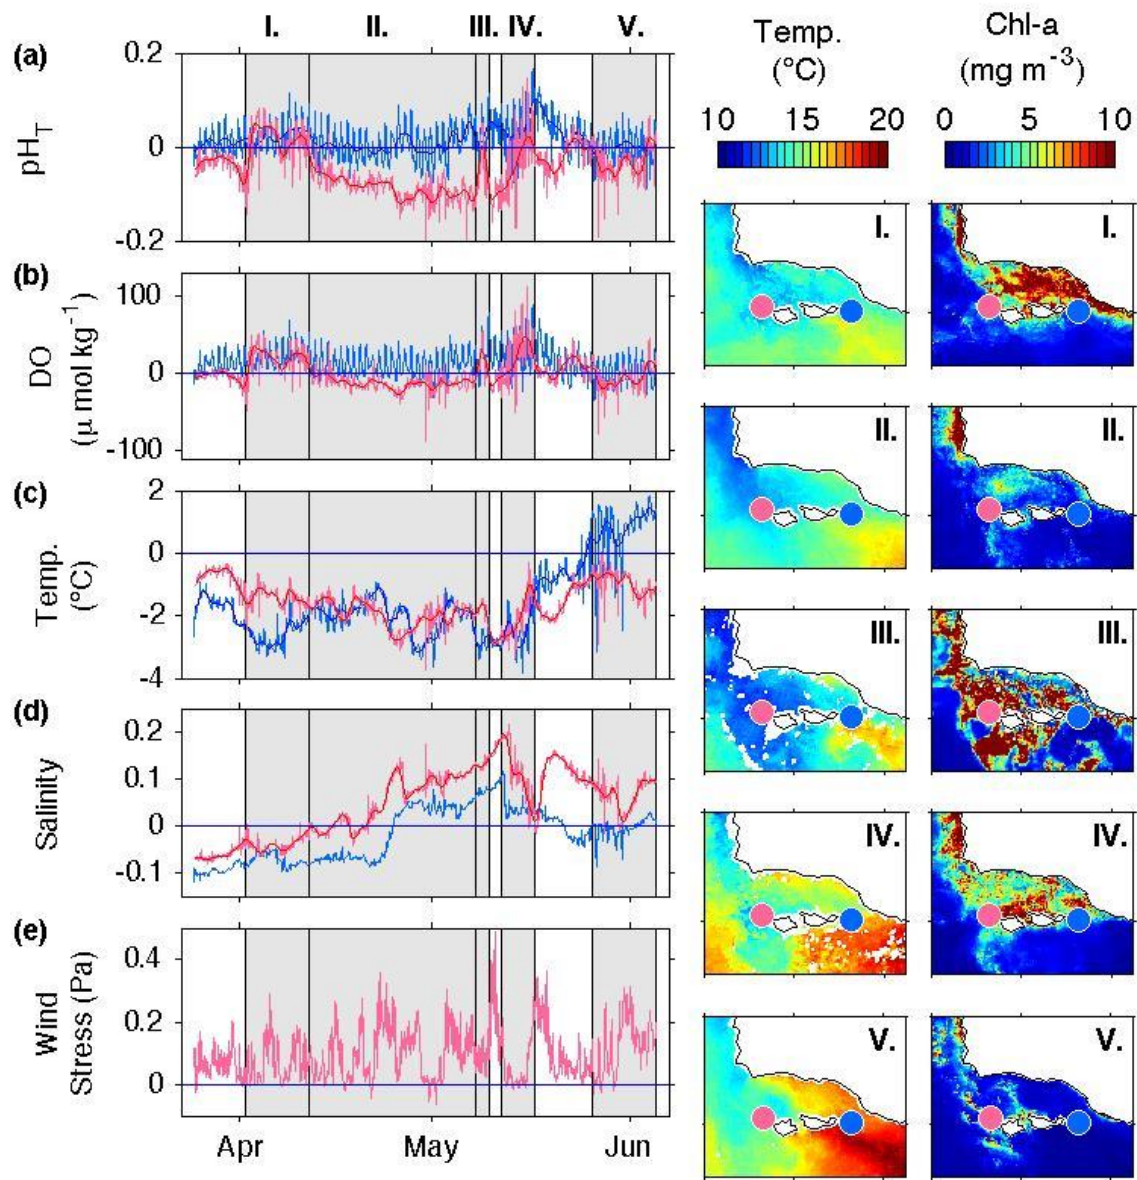 I. II. III. IV. V.
(a)
pH_T
0.2
0
-0.2
(b)
DO
(μ mol kg⁻¹)
100
0
-100
(c)
Temp.
(°C)
2
0
-2
-4
(d)
Salinity
0.2
0.1
0
-0.1
(e)
Wind
Stress (Pa)
0.4
0.2
0
Apr May Jun
Temp. Chl-a
(°C) (mg m⁻³)
10 15 20 0 5 10
I. I.
II. II.
III. III.
IV. IV.
V. V.